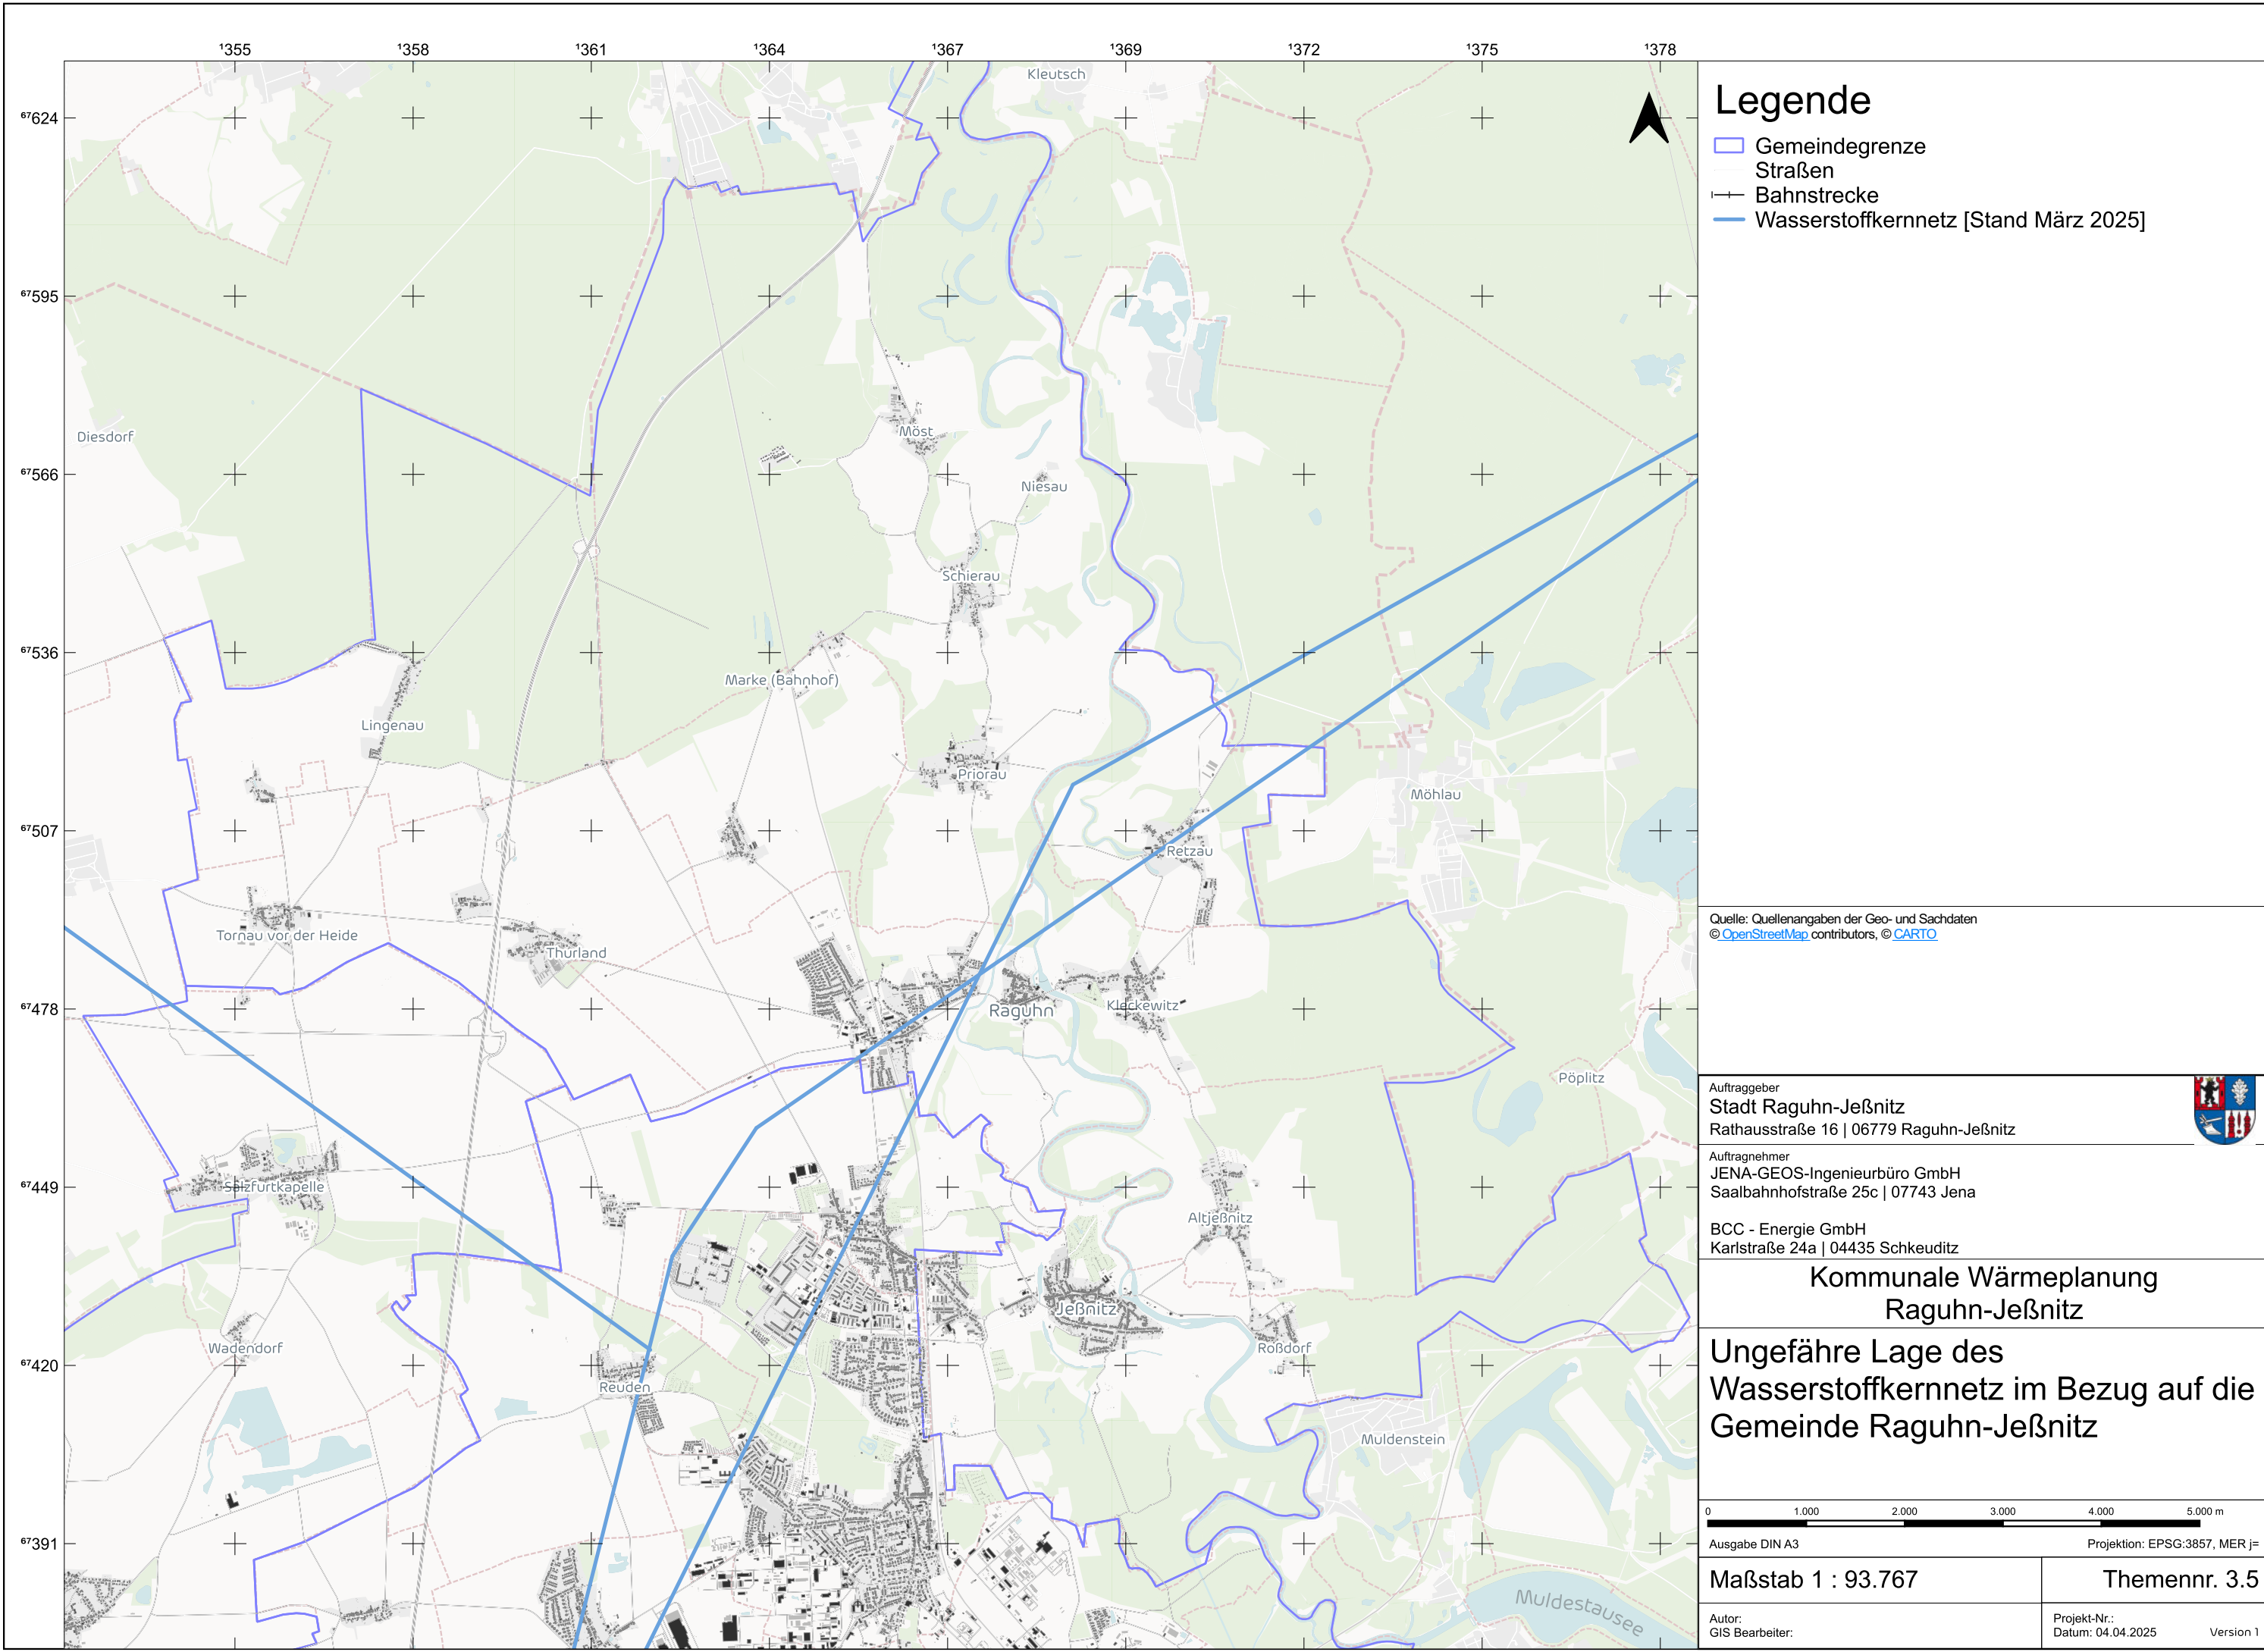 ¹355 ¹358 ¹361 ¹364 ¹367 ¹369 ¹372 ¹375 ¹378
⁶⁷624
⁶⁷595
⁶⁷566
⁶⁷536
⁶⁷507
⁶⁷478
⁶⁷449
⁶⁷420
⁶⁷391
Kleutsch
Diesdorf
Möst
Niesau
Schierau
Marke (Bahnhof)
Lingenau
Priorau
Möhlau
Retzau
Tornau vor der Heide
Thurland
Raguhn
Kleckewitz
Pöplitz
Salzfurtkapelle
Altjeßnitz
Jeßnitz
Wadendorf
Roßdorf
Reuden
Muldenstein
Muldestausee
Legende
Gemeindegrenze
Straßen
Bahnstrecke
Wasserstoffkernnetz [Stand März 2025]
Quelle: Quellenangaben der Geo- und Sachdaten
© OpenStreetMap contributors, © CARTO
Auftraggeber
Stadt Raguhn-Jeßnitz
Rathausstraße 16 | 06779 Raguhn-Jeßnitz
Auftragnehmer
JENA-GEOS-Ingenieurbüro GmbH
Saalbahnhofstraße 25c | 07743 Jena
BCC - Energie GmbH
Karlstraße 24a | 04435 Schkeuditz
Kommunale Wärmeplanung
Raguhn-Jeßnitz
Ungefähre Lage des
Wasserstoffkernnetz im Bezug auf die
Gemeinde Raguhn-Jeßnitz
0 1.000 2.000 3.000 4.000 5.000 m
Ausgabe DIN A3 Projektion: EPSG:3857, MER j=
Maßstab 1 : 93.767 Themennr. 3.5
Autor: Projekt-Nr.:
GIS Bearbeiter: Datum: 04.04.2025 Version 1